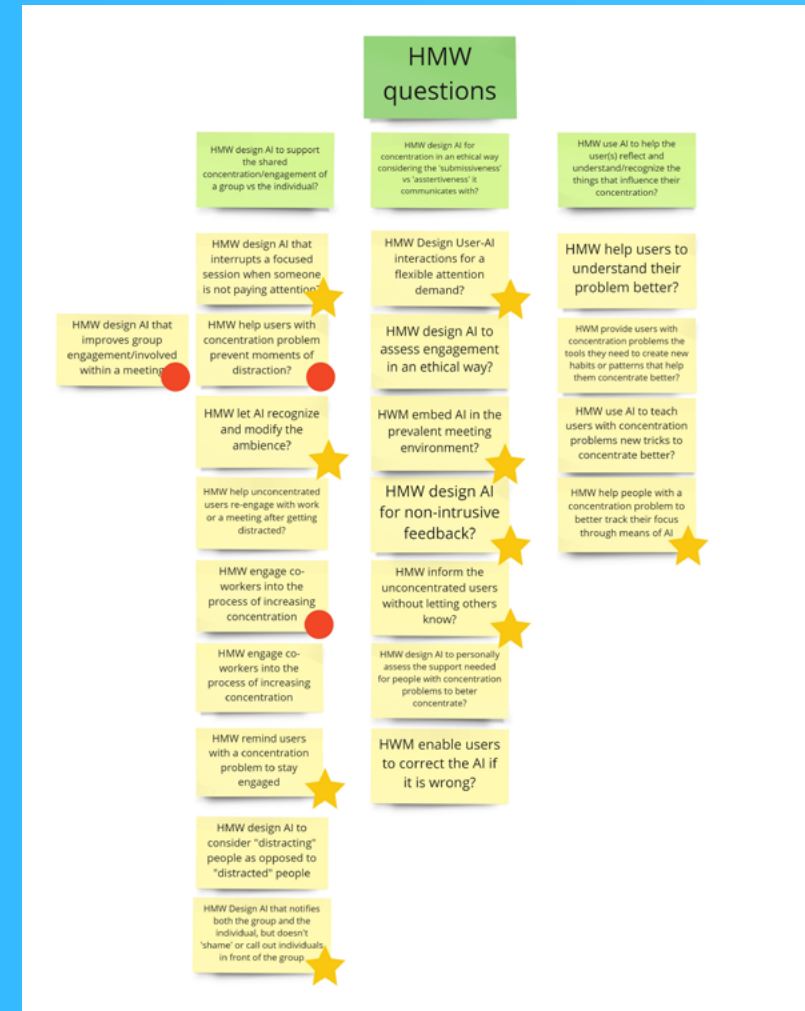 HMW
questions
HMW design AI to support
the shared
concentration/engagement of
a group vs the individual?
HMW design AI for
concentration in an ethical way
considering the 'submissiveness'
vs 'asstertiveness' it
communicates with?
HMW use AI to help the
user(s) reflect and
understand/recognize the
things that influence their
concentration?
HMW design AI that
interrupts a focused
session when someone
is not paying attention?
HMW Design User-AI
interactions for a
flexible attention
demand?
HMW help users to
understand their
problem better?
HMW design AI that
improves group
engagement/involved
within a meeting
HMW help users with
concentration problem
prevent moments of
distraction?
HMW design AI to
assess engagement
in an ethical way?
HWM provide users with
concentration problems the
tools they need to create new
habits or patterns that help
them concentrate better?
HMW let AI recognize
and modify the
ambience?
HWM embed AI in the
prevalent meeting
environment?
HMW use AI to teach
users with concentration
problems new tricks to
concentrate better?
HMW help unconcentrated
users re-engage with work
or a meeting after getting
distracted?
HMW design AI
for non-intrusive
feedback?
HMW help people with a
concentration problem to
better track their focus
through means of AI
HMW engage co-
workers into the
process of increasing
concentration
HMW inform the
unconcentrated users
without letting others
know?
HMW engage co-
workers into the
process of increasing
concentration
HMW design AI to personally
assess the support needed
for people with concentration
problems to beter
concentrate?
HMW remind users
with a concentration
problem to stay
engaged
HWM enable users
to correct the AI if
it is wrong?
HMW design AI to
consider "distracting"
people as opposed to
"distracted" people
HMW Design AI that notifies
both the group and the
individual, but doesn't
'shame' or call out individuals
in front of the group